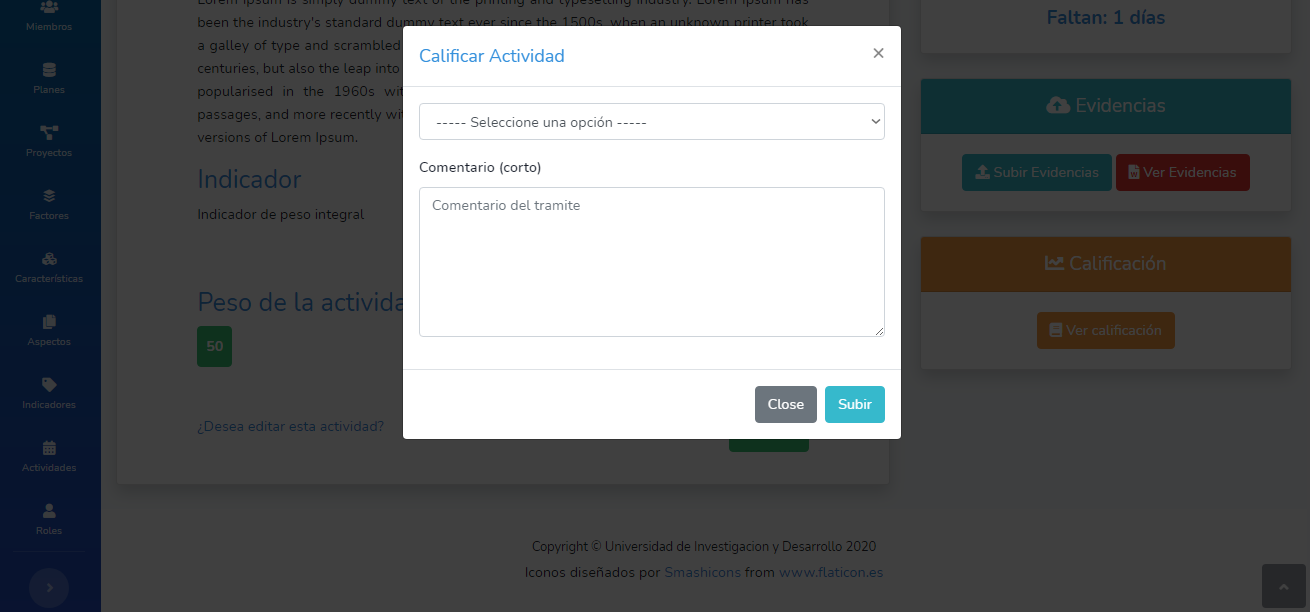 Miembros
Planes
Proyectos
Factores
Características
Aspectos
Indicadores
Actividades
Roles
Lorem Ipsum is simply dummy text of the printing and typesetting industry. Lorem Ipsum has
been the industry's standard dummy text ever since the 1500s, when an unknown printer took
a galley of type and scrambled
centuries, but also the leap into
popularised in the 1960s wit
passages, and more recently wi
versions of Lorem Ipsum.
Indicador
Indicador de peso integral
Peso de la activida
50
¿Desea editar esta actividad?
Calificar Actividad
×
----- Seleccione una opción -----
Comentario (corto)
Comentario del tramite
Close
Subir
Faltan: 1 días
Evidencias
Subir Evidencias
Ver Evidencias
Calificación
Ver calificación
Copyright © Universidad de Investigacion y Desarrollo 2020
Iconos diseñados por Smashicons from www.flaticon.es